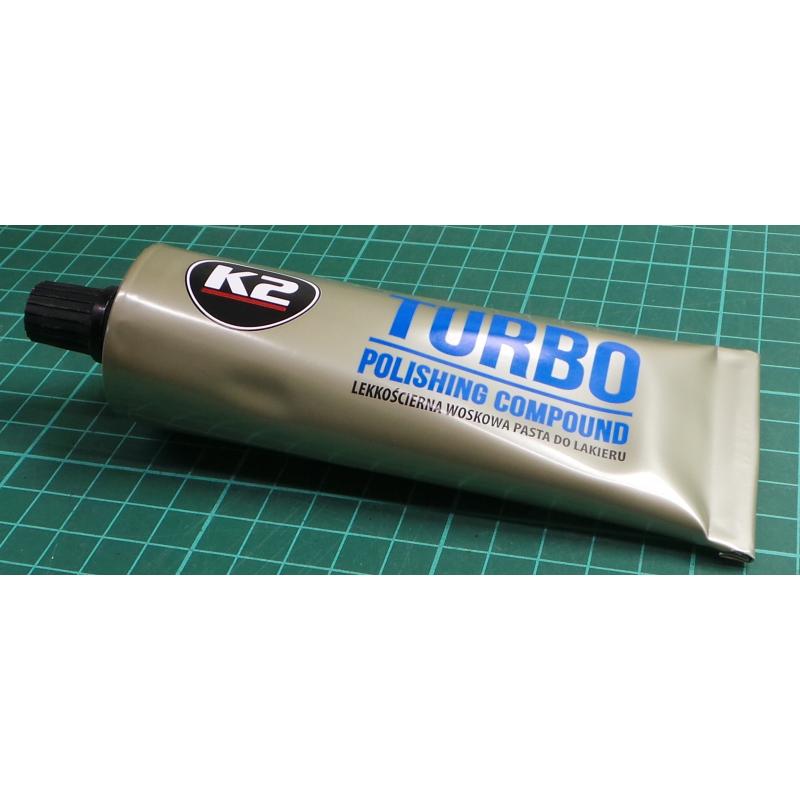 K2
TURBO
POLISHING COMPOUND
LEKKOŚCIERNA WOSKOWA PASTA DO LAKIERU